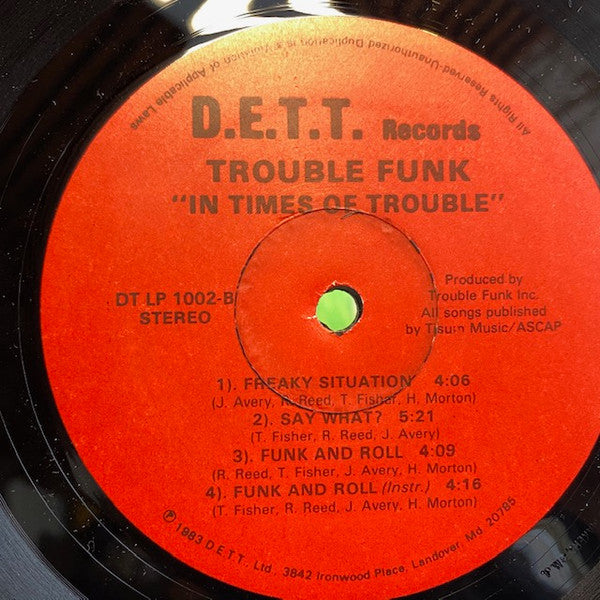 All Rights Reserved-Unauthorized Duplication is a Violation of Applicable Laws
D.E.T.T. Records
TROUBLE FUNK
"IN TIMES OF TROUBLE"
DT LP 1002-B
STEREO
Produced by
Trouble Funk Inc.
All songs published
by Tisum Music/ASCAP
1). FREAKY SITUATION 4:06
(J. Avery, R. Reed, T. Fisher, H. Morton)
2). SAY WHAT? 5:21
(T. Fisher, R. Reed, J. Avery)
3). FUNK AND ROLL 4:09
(R. Reed, T. Fisher, J. Avery, H. Morton)
4). FUNK AND ROLL (Instr.) 4:16
(T. Fisher, R. Reed, J. Avery, H. Morton)
℗ 1983 D.E.T.T., Ltd. 3842 Ironwood Place, Landover, Md. 20785